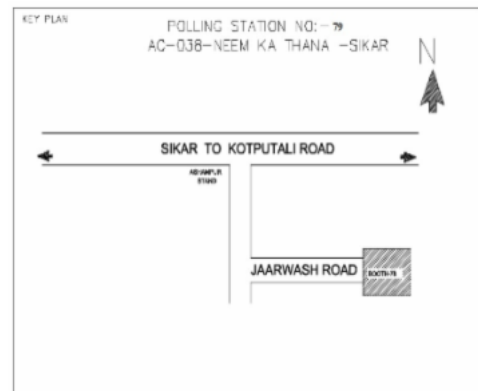 KEY PLAN
POLLING STATION NO:- 79
AC-038-NEEM KA THANA -SIKAR
N
SIKAR TO KOTPUTALI ROAD
STAND
JAARWASH ROAD
BOOTH-79